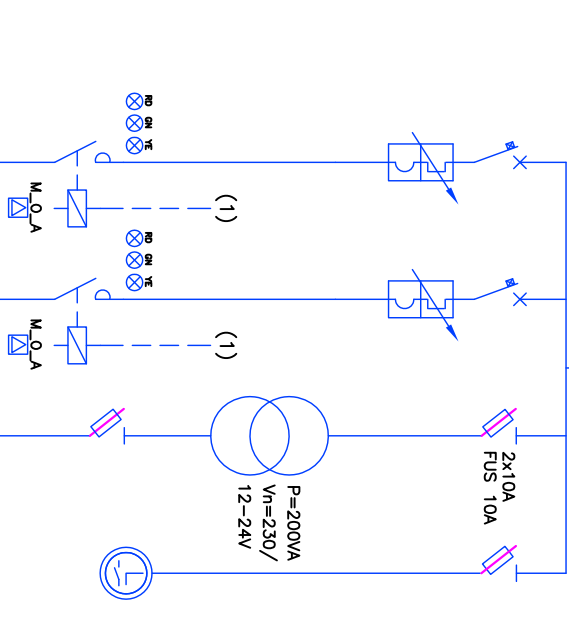 RD
GN
YE
M_O_A
(1)
RD
GN
YE
M_O_A
(1)
2x10A
FUS 10A
P=200VA
Vn=230/
12-24V